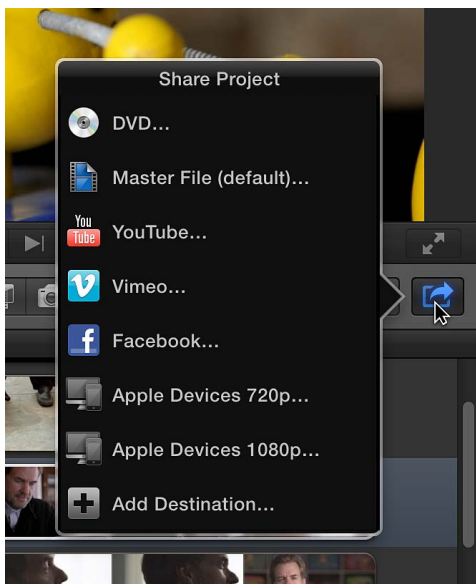 Share Project
DVD...
Master File (default)...
You
Tube
YouTube...
Vimeo...
Facebook...
Apple Devices 720p...
Apple Devices 1080p...
Add Destination...